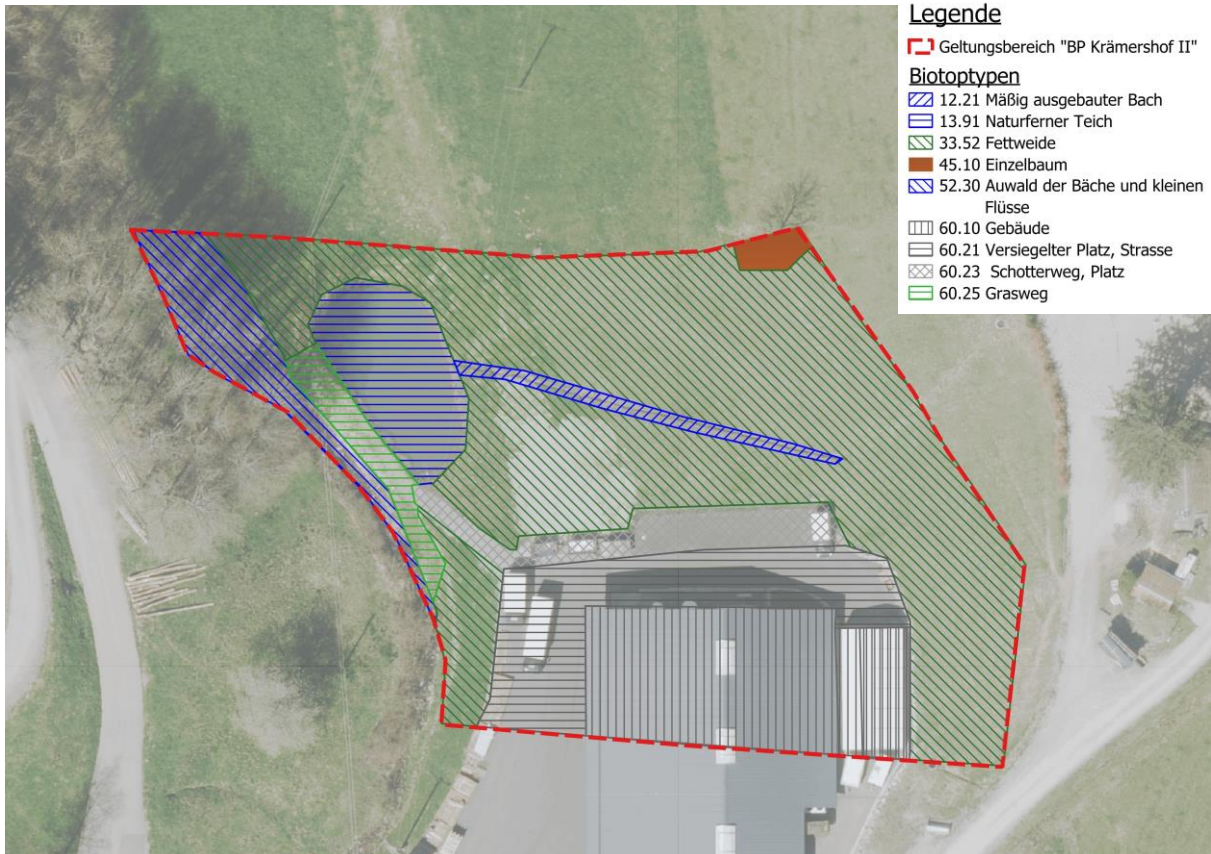 Legende
Geltungsbereich "BP Krämershof II"
Biotoptypen
12.21 Mäßig ausgebauter Bach
13.91 Naturferner Teich
33.52 Fettweide
45.10 Einzelbaum
52.30 Auwald der Bäche und kleinen
Flüsse
60.10 Gebäude
60.21 Versiegelter Platz, Strasse
60.23 Schotterweg, Platz
60.25 Grasweg